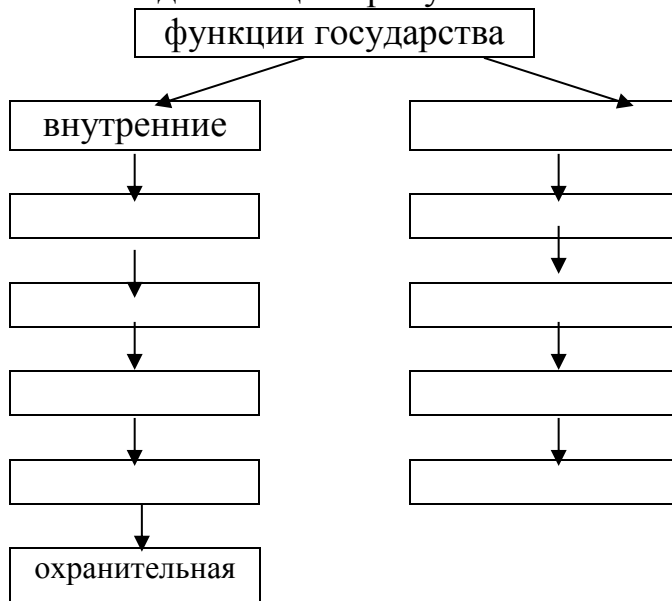 функции государства
внутренние
охранительная